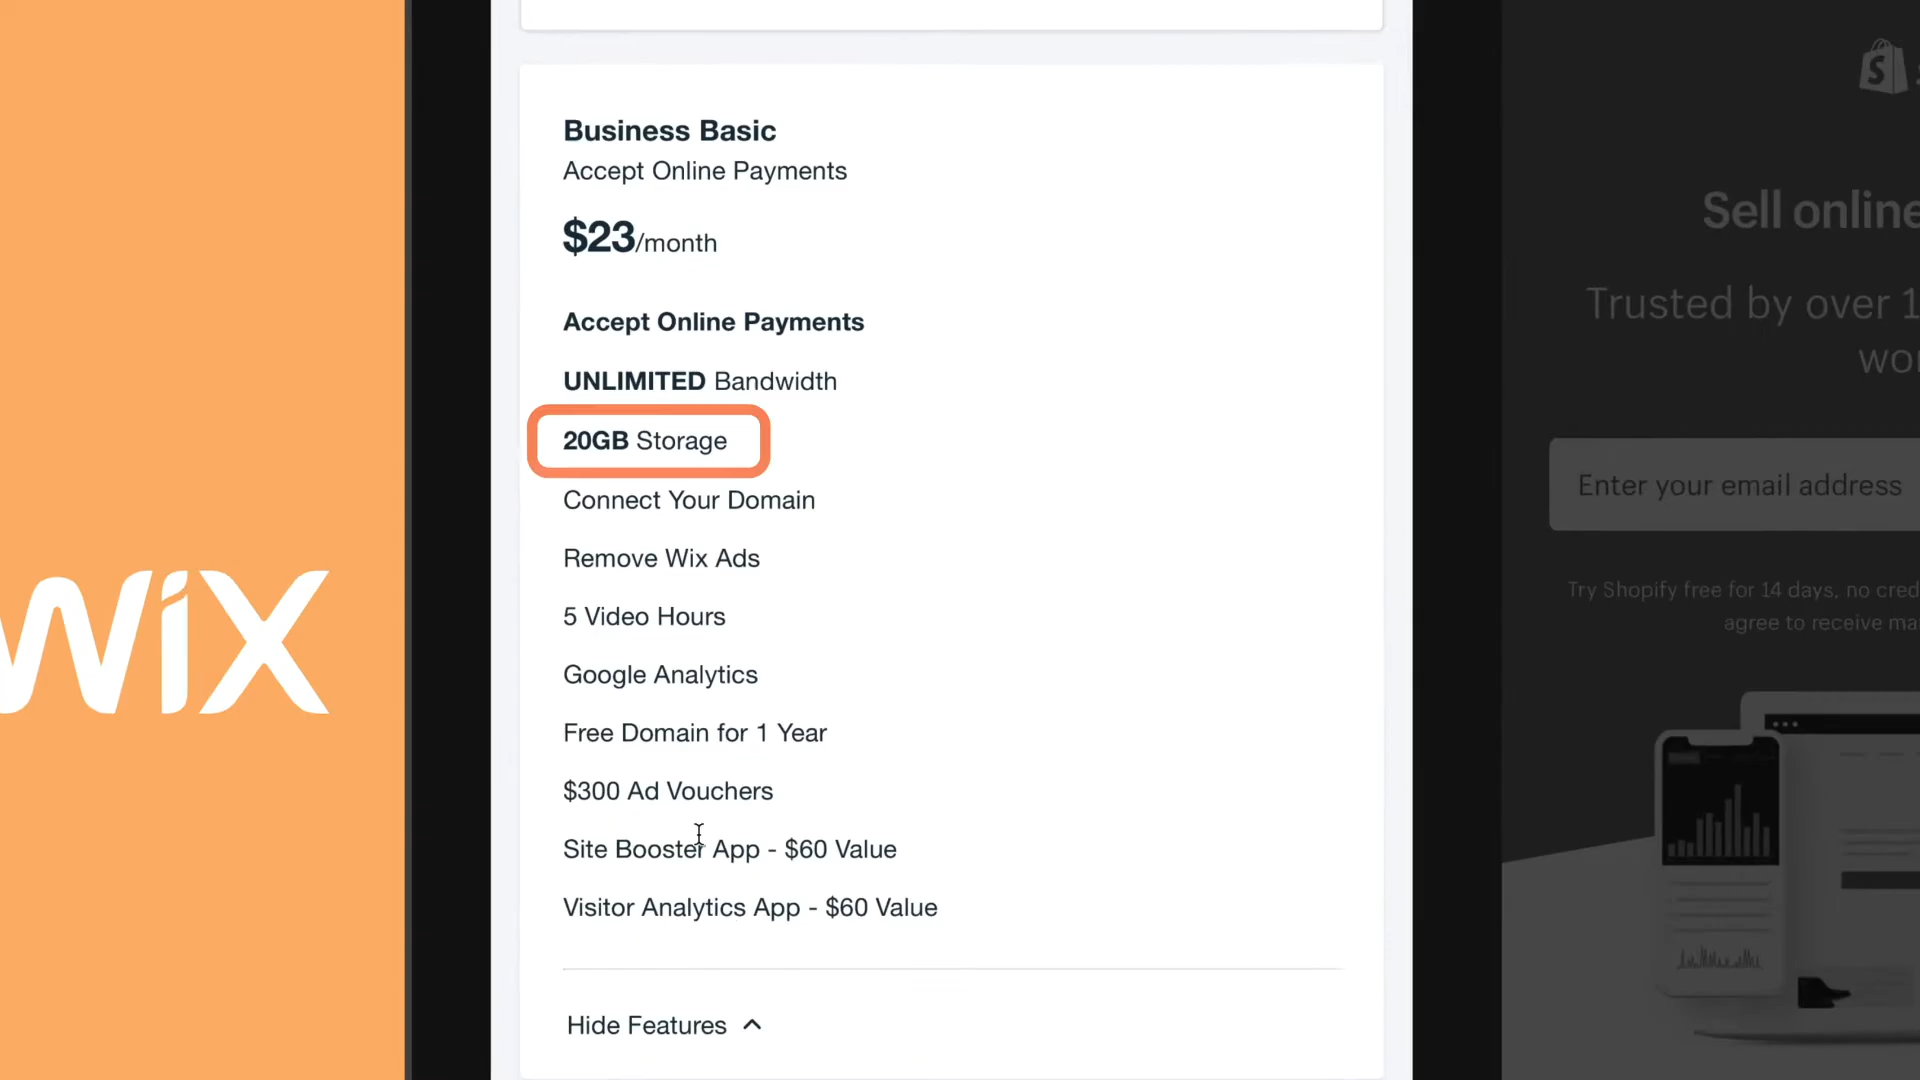 WiX
Business Basic
Accept Online Payments
$23/month
Accept Online Payments
UNLIMITED Bandwidth
20GB Storage
Connect Your Domain
Remove Wix Ads
5 Video Hours
Google Analytics
Free Domain for 1 Year
$300 Ad Vouchers
Site Booster App - $60 Value
Visitor Analytics App - $60 Value
Hide Features
Sell online
Trusted by over 1
Enter your email address
Try Shopify free for 14 days, no
agree to receive